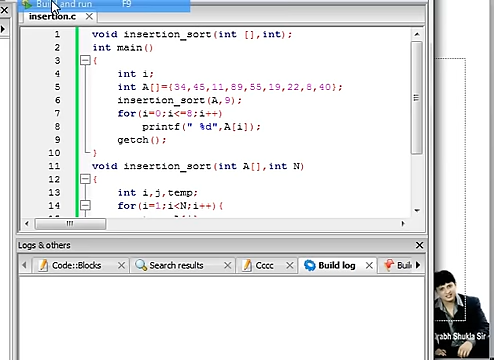 Build and run F9
insertion.c
1 void insertion_sort(int [],int);
2 int main()
3 {
4 int i;
5 int A[]={34,45,11,89,55,19,22,8,40};
6 insertion_sort(A,9);
7 for(i=0;i<=8;i++)
8 printf(" %d",A[i]);
9 getch();
10 }
11 void insertion_sort(int A[],int N)
12 {
13 int i,j,temp;
14 for(i=1;i<N;i++){
Logs & others
Code::Blocks
Search results
Cccc
Build log
Build
rabh Shukla Sir